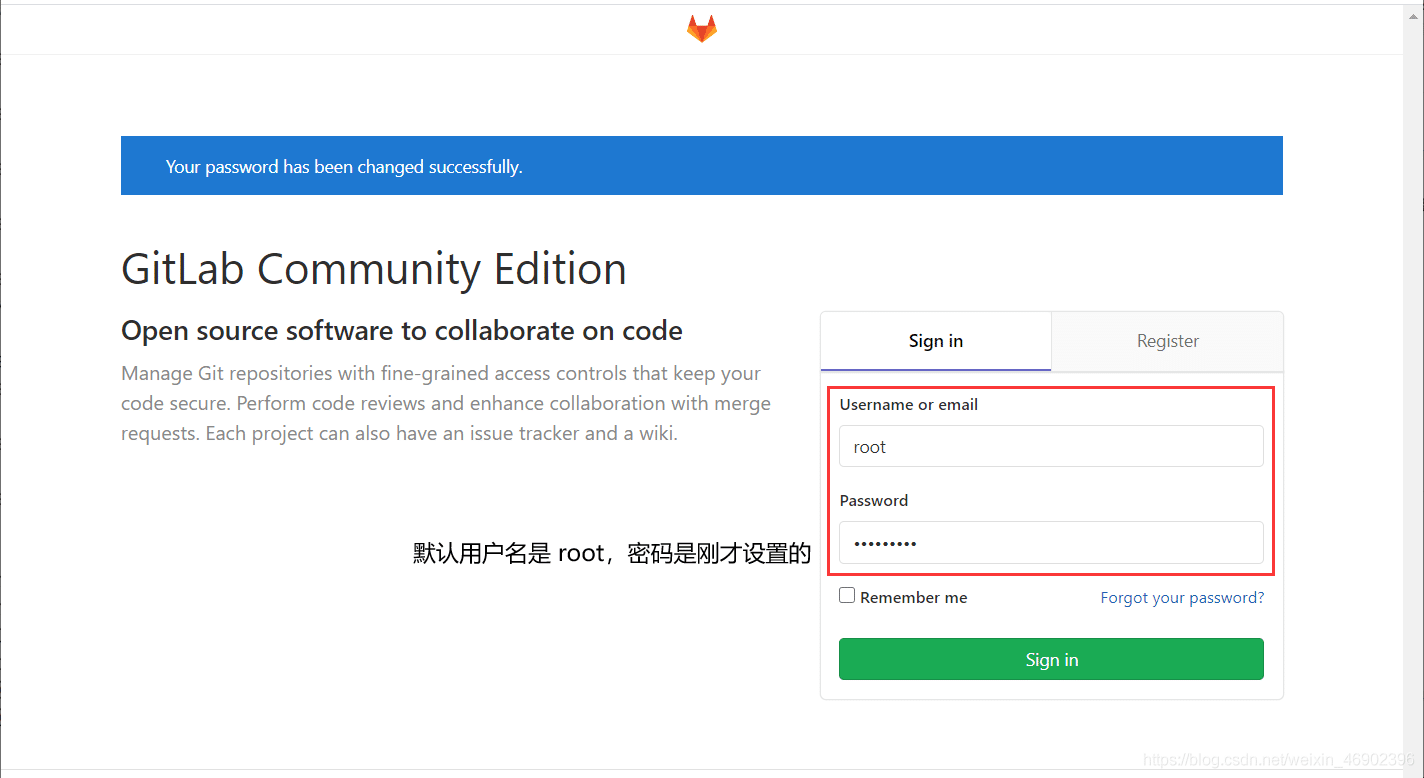 Your password has been changed successfully.
GitLab Community Edition
Open source software to collaborate on code
Manage Git repositories with fine-grained access controls that keep your
code secure. Perform code reviews and enhance collaboration with merge
requests. Each project can also have an issue tracker and a wiki.
Sign in
Register
Username or email
root
Password
•••••••••
默认用户名是 root，密码是刚才设置的
Remember me
Forgot your password?
Sign in
https://blog.csdn.net/weixin_46902396